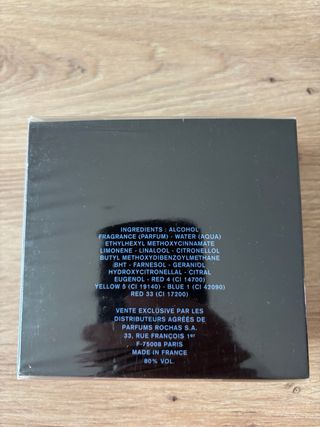 INGREDIENTS : ALCOHOL
FRAGRANCE (PARFUM) - WATER (AQUA)
ETHYLHEXYL METHOXYCINNAMATE
LIMONENE - LINALOOL - CITRONELLOL
BUTYL METHOXYDIBENZOYLMETHANE
BHT - FARNESOL - GERANIOL
HYDROXYCITRONELLAL - CITRAL
EUGENOL - RED 4 (CI 14700)
YELLOW 5 (CI 19140) - BLUE 1 (CI 42090)
RED 33 (CI 17200)
VENTE EXCLUSIVE PAR LES
DISTRIBUTEURS AGRÉÉS DE
PARFUMS ROCHAS S.A.
33, RUE FRANÇOIS 1er
F-75008 PARIS
MADE IN FRANCE
80% VOL.